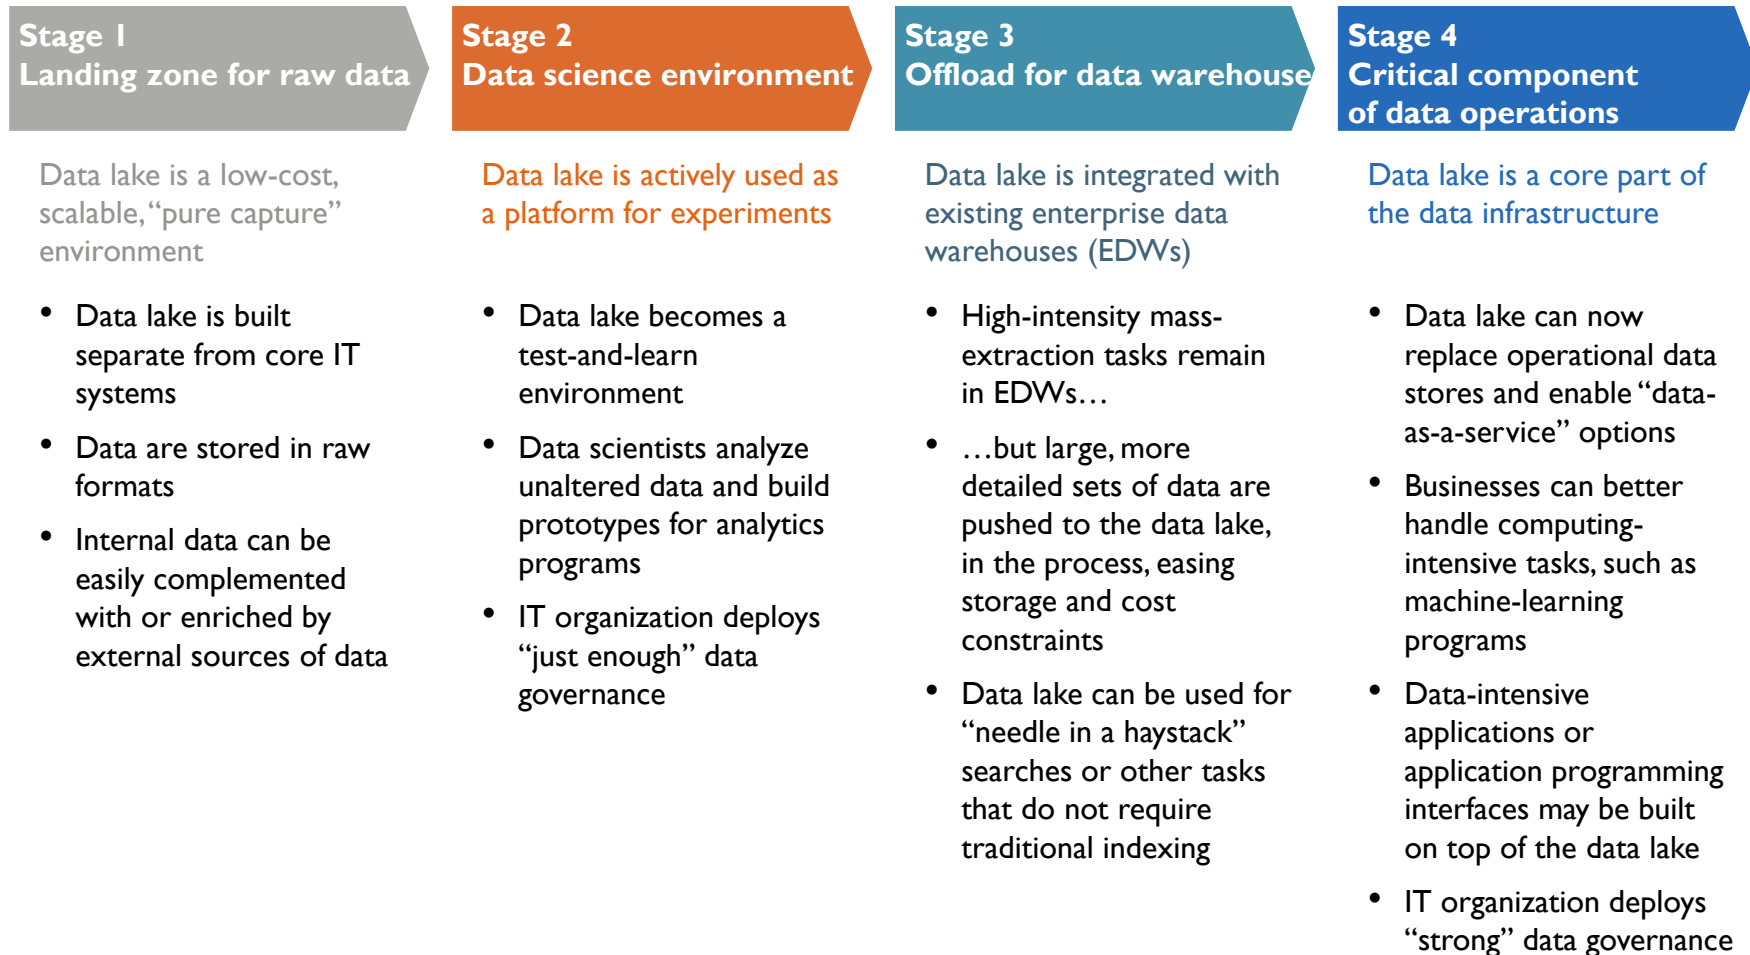 Stage 1
Landing zone for raw data
Data lake is a low-cost,
scalable, “pure capture”
environment
• Data lake is built
separate from core IT
systems
• Data are stored in raw
formats
• Internal data can be
easily complemented
with or enriched by
external sources of data
Stage 2
Data science environment
Data lake is actively used as
a platform for experiments
• Data lake becomes a
test-and-learn
environment
• Data scientists analyze
unaltered data and build
prototypes for analytics
programs
• IT organization deploys
“just enough” data
governance
Stage 3
Offload for data warehouse
Data lake is integrated with
existing enterprise data
warehouses (EDWs)
• High-intensity mass-
extraction tasks remain
in EDWs…
• …but large, more
detailed sets of data are
pushed to the data lake,
in the process, easing
storage and cost
constraints
• Data lake can be used for
“needle in a haystack”
searches or other tasks
that do not require
traditional indexing
Stage 4
Critical component
of data operations
Data lake is a core part of
the data infrastructure
• Data lake can now
replace operational data
stores and enable “data-
as-a-service” options
• Businesses can better
handle computing-
intensive tasks, such as
machine-learning
programs
• Data-intensive
applications or
application programming
interfaces may be built
on top of the data lake
• IT organization deploys
“strong” data governance